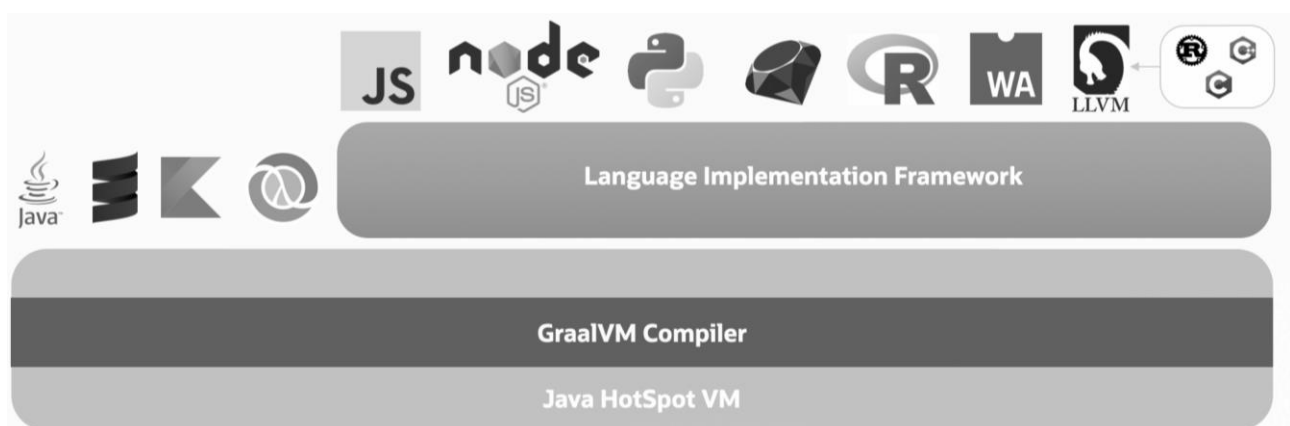 JS
node
JS
R
WA
LLVM
R
C++
C
Java
Language Implementation Framework
GraalVM Compiler
Java HotSpot VM